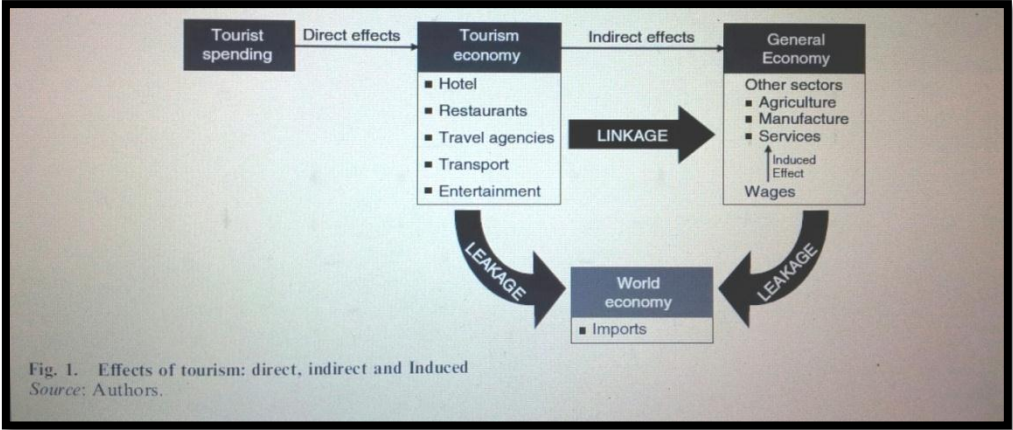 Tourist
spending
Direct effects
Tourism
economy
▪ Hotel
▪ Restaurants
▪ Travel agencies
▪ Transport
▪ Entertainment
Indirect effects
LINKAGE
General
Economy
Other sectors
▪ Agriculture
▪ Manufacture
▪ Services
Induced
Effect
Wages
LEAKAGE
LEAKAGE
World
economy
▪ Imports
Fig. 1. Effects of tourism: direct, indirect and Induced
Source: Authors.